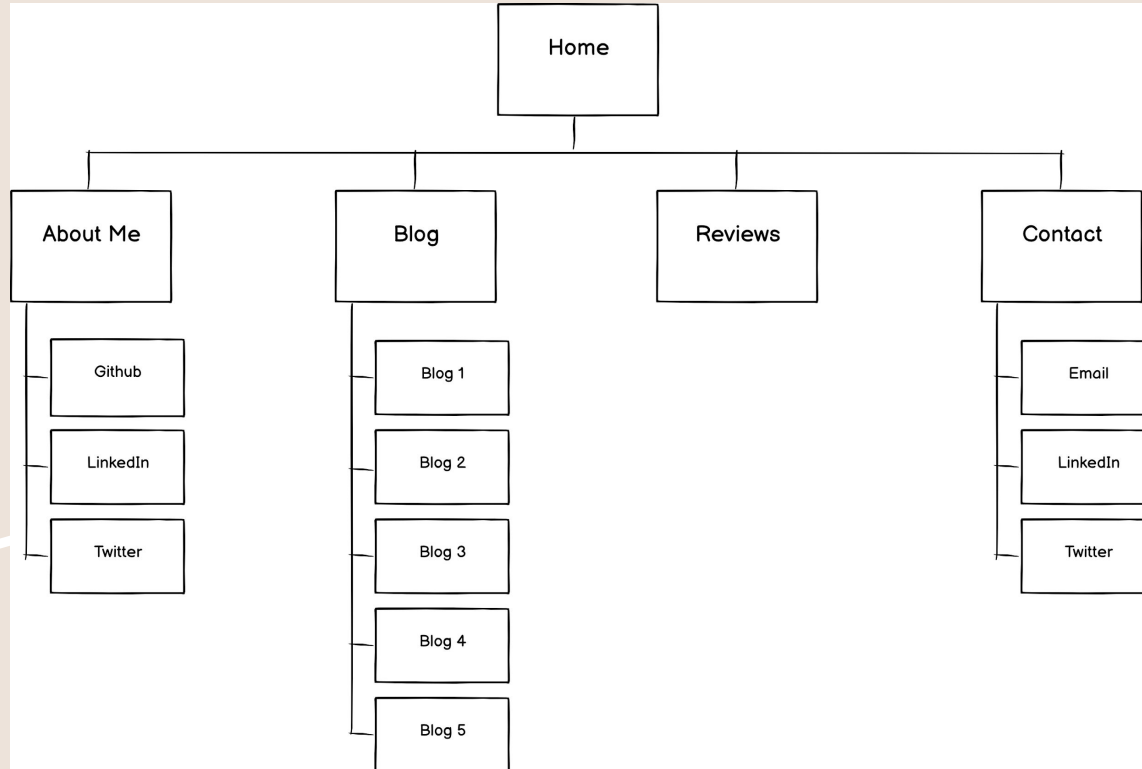 Home
About Me
Blog
Reviews
Contact
Github
LinkedIn
Twitter
Blog 1
Blog 2
Blog 3
Blog 4
Blog 5
Email
LinkedIn
Twitter